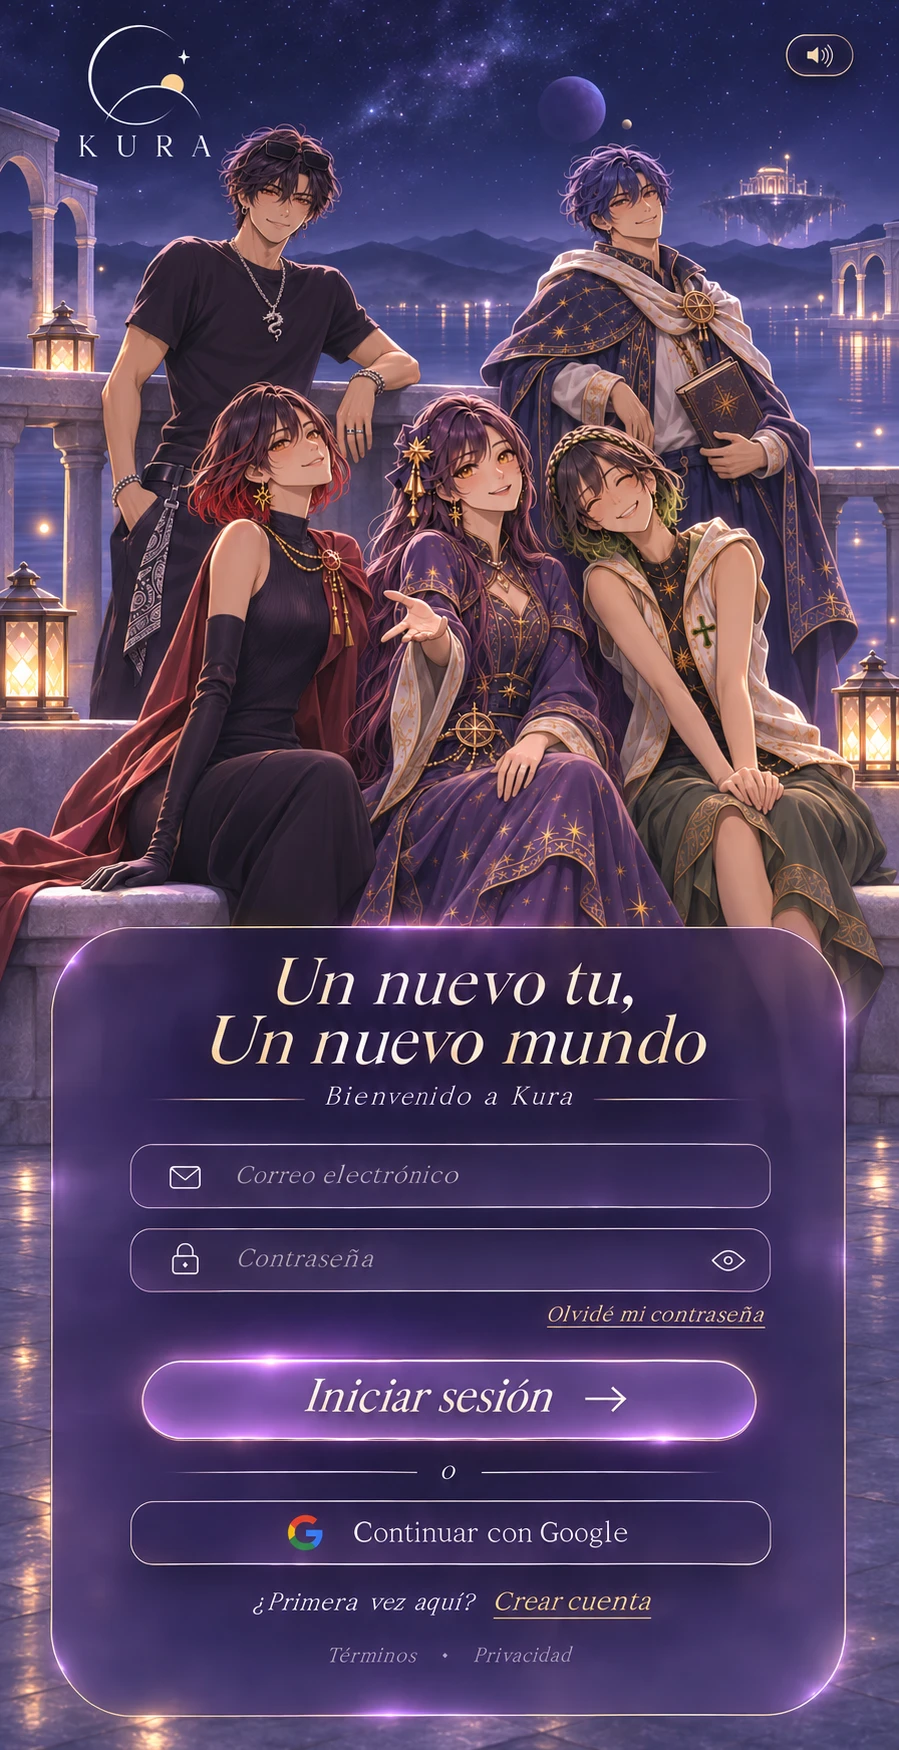 KURA
Un nuevo tu,
Un nuevo mundo
Bienvenido a Kura
Correo electrónico
Contraseña
Olvidé mi contraseña
Iniciar sesión →
o
Continuar con Google
¿Primera vez aquí? Crear cuenta
Términos • Privacidad